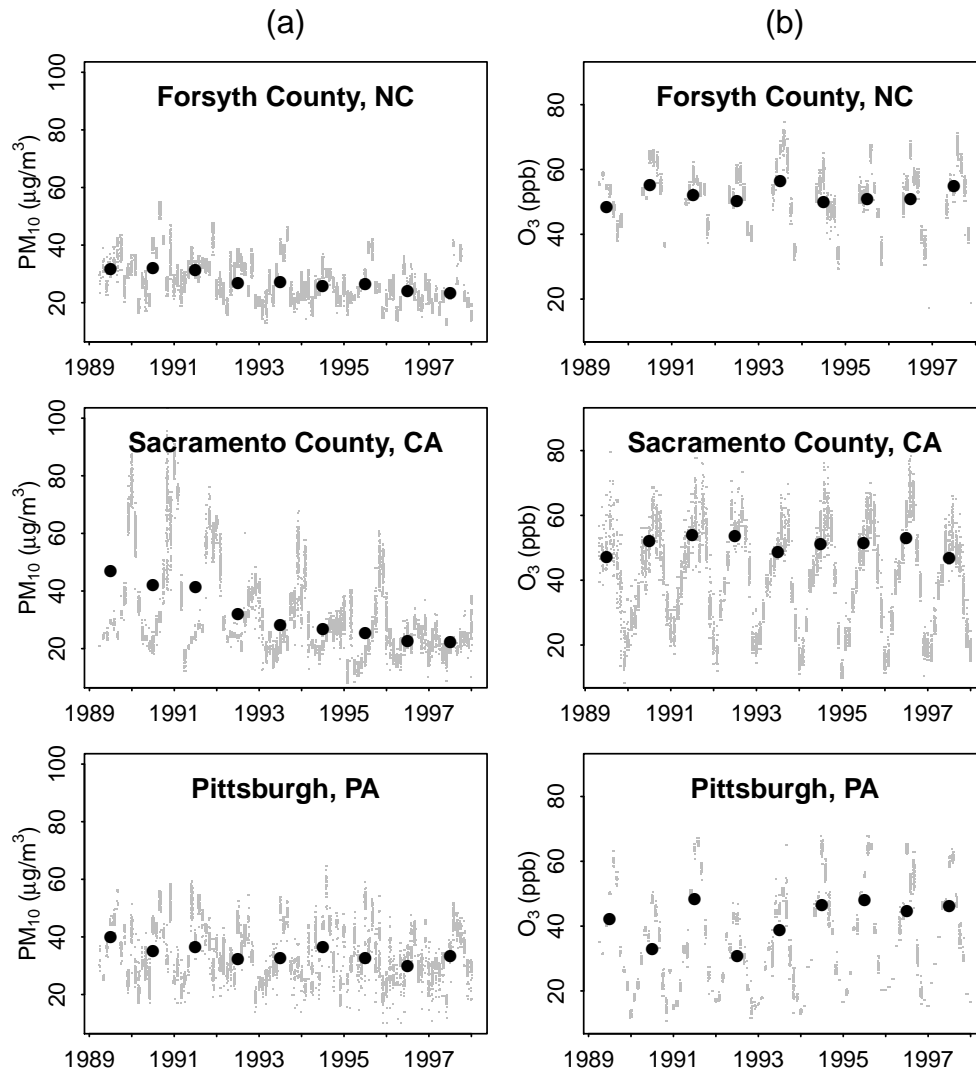 (a)
(b)
Forsyth County, NC
PM10 (µg/m3)
100
80
60
40
20
1989 1991 1993 1995 1997
Forsyth County, NC
O3 (ppb)
80
60
40
20
1989 1991 1993 1995 1997
Sacramento County, CA
PM10 (µg/m3)
100
80
60
40
20
1989 1991 1993 1995 1997
Sacramento County, CA
O3 (ppb)
80
60
40
20
1989 1991 1993 1995 1997
Pittsburgh, PA
PM10 (µg/m3)
100
80
60
40
20
1989 1991 1993 1995 1997
Pittsburgh, PA
O3 (ppb)
80
60
40
20
1989 1991 1993 1995 1997